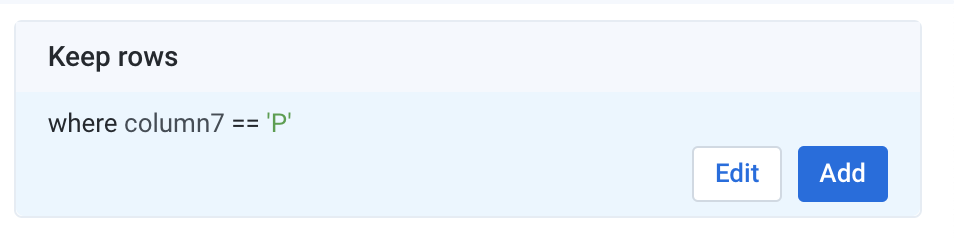 Keep rows
where column7 == 'P'
Edit Add